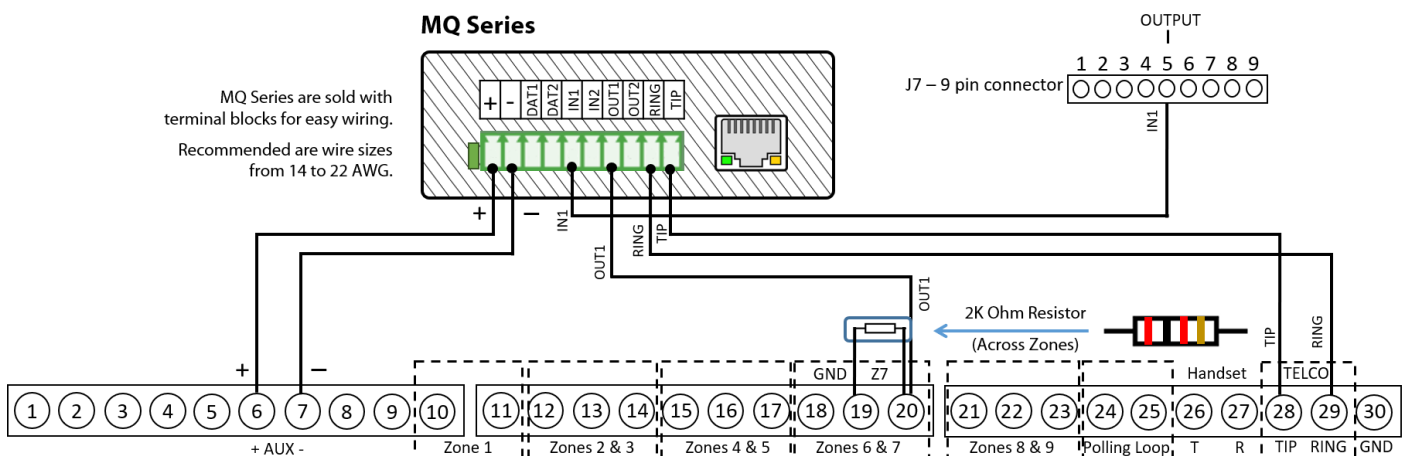 MQ Series
OUTPUT
1 2 3 4 5 6 7 8 9
J7 – 9 pin connector
IN1
MQ Series are sold with
terminal blocks for easy wiring.
Recommended are wire sizes
from 14 to 22 AWG.
+ - DAT1 DAT2 IN1 IN2 OUT1 OUT2 RING TIP
+ – IN1 OUT1 RING TIP
OUT1
2K Ohm Resistor
(Across Zones)
TIP RING
+ –
GND Z7
Handset TELCO
1 2 3 4 5 6 7 8 9 10 11 12 13 14 15 16 17 18 19 20 21 22 23 24 25 26 27 28 29 30
+ AUX - Zone 1 Zones 2 & 3 Zones 4 & 5 Zones 6 & 7 Zones 8 & 9 Polling Loop T R TIP RING GND